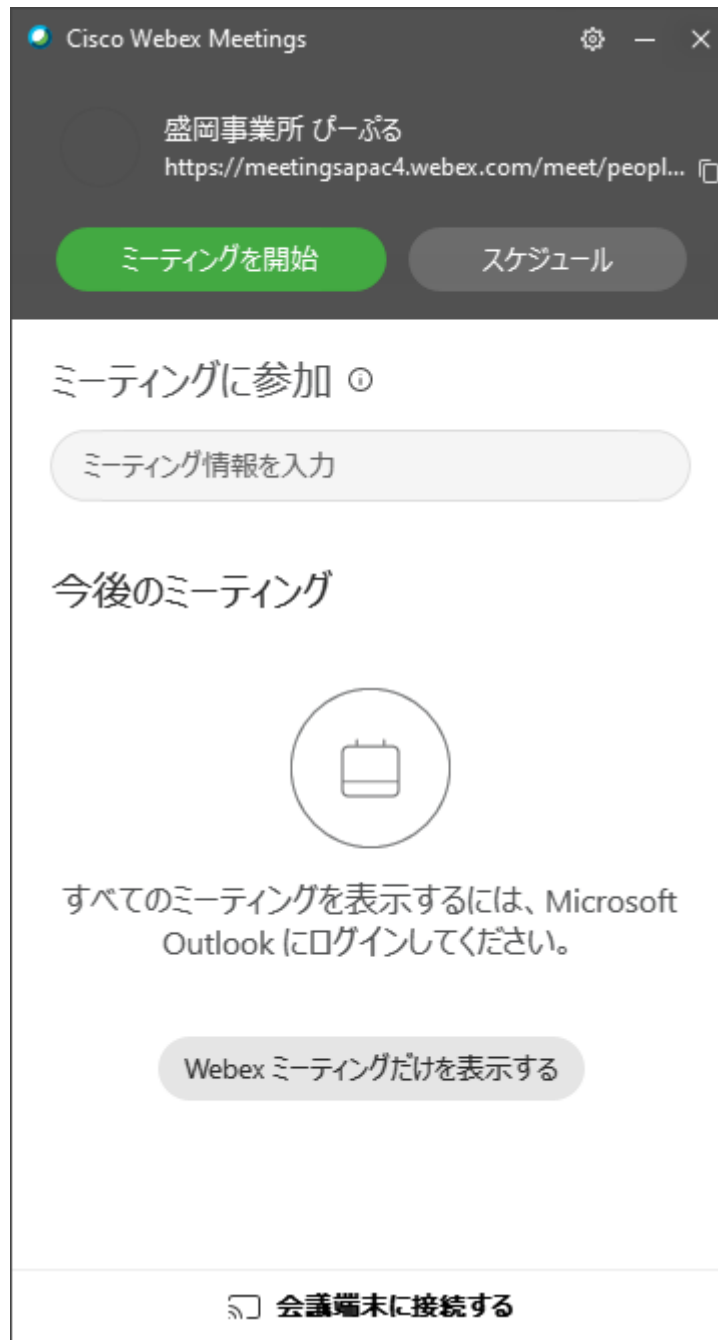 Cisco Webex Meetings
盛岡事業所 ぴーぷる
https://meetingsapac4.webex.com/meet/peopl...
ミーティングを開始
スケジュール
ミーティングに参加
ミーティング情報を入力
今後のミーティング
すべてのミーティングを表示するには、Microsoft
Outlook にログインしてください。
Webex ミーティングだけを表示する
会議端末に接続する